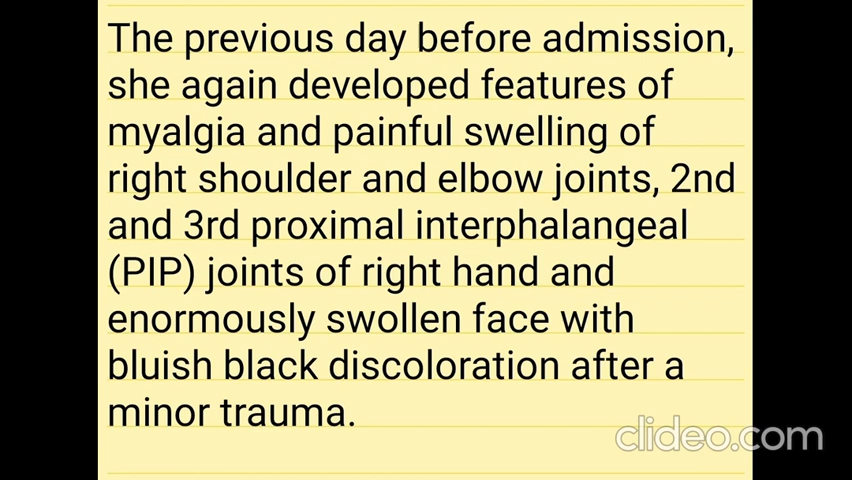 The previous day before admission,
she again developed features of
myalgia and painful swelling of
right shoulder and elbow joints, 2nd
and 3rd proximal interphalangeal
(PIP) joints of right hand and
enormously swollen face with
bluish black discoloration after a
minor trauma.
clideo.com